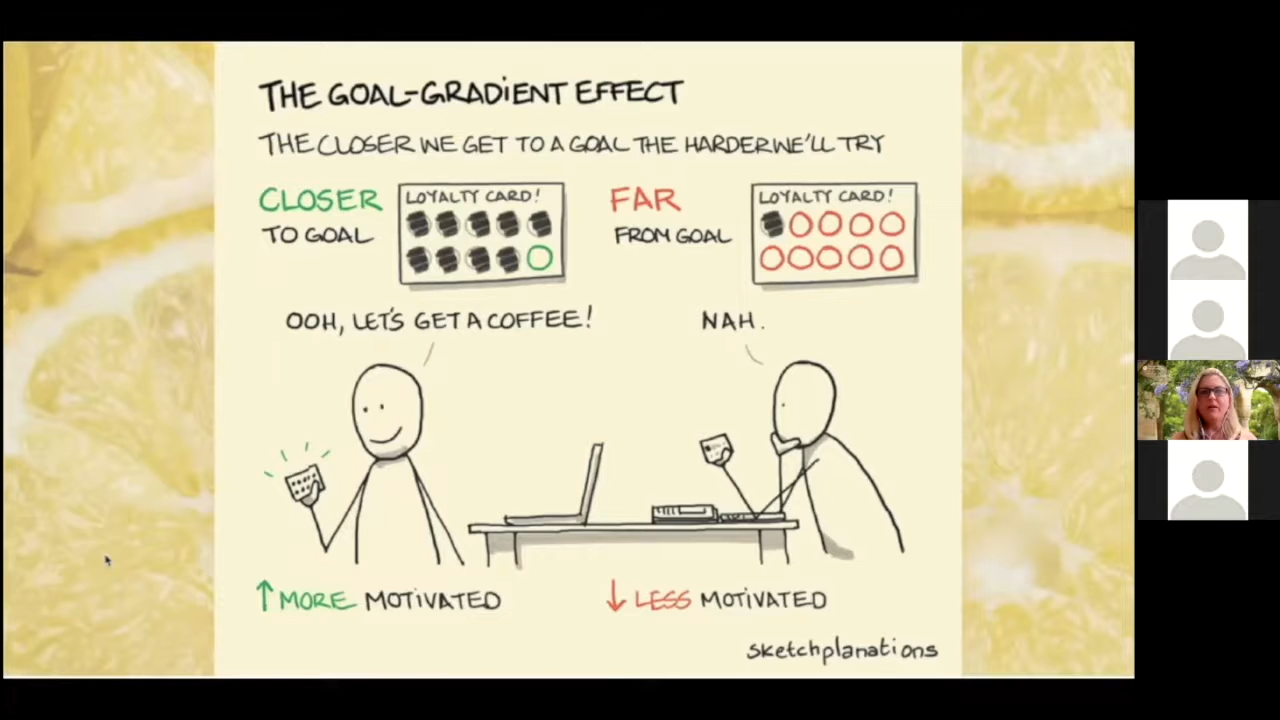 THE GOAL-GRADIENT EFFECT
THE CLOSER WE GET TO A GOAL THE HARDER WE'LL TRY
CLOSER
TO GOAL
LOYALTY CARD!
FAR
FROM GOAL
LOYALTY CARD!
OOH, LET'S GET A COFFEE!
NAH.
↑ MORE MOTIVATED
↓ LESS MOTIVATED
sketchplanations